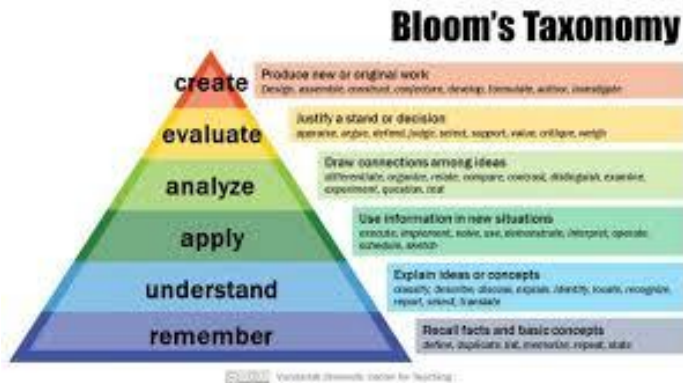 Bloom's Taxonomy
create
Produce new or original work
Design, assemble, construct, conjecture, develop, formulate, author, investigate
evaluate
Justify a stand or decision
appraise, argue, defend, judge, select, support, value, critique, weigh
analyze
Draw connections among ideas
differentiate, organize, relate, compare, contrast, distinguish, examine,
experiment, question, test
apply
Use information in new situations
execute, implement, solve, use, demonstrate, interpret, operate,
schedule, sketch
understand
Explain ideas or concepts
classify, describe, discuss, explain, identify, locate, recognize,
report, select, translate
remember
Recall facts and basic concepts
define, duplicate, list, memorize, repeat, state
Vanderbilt University Center for Teaching